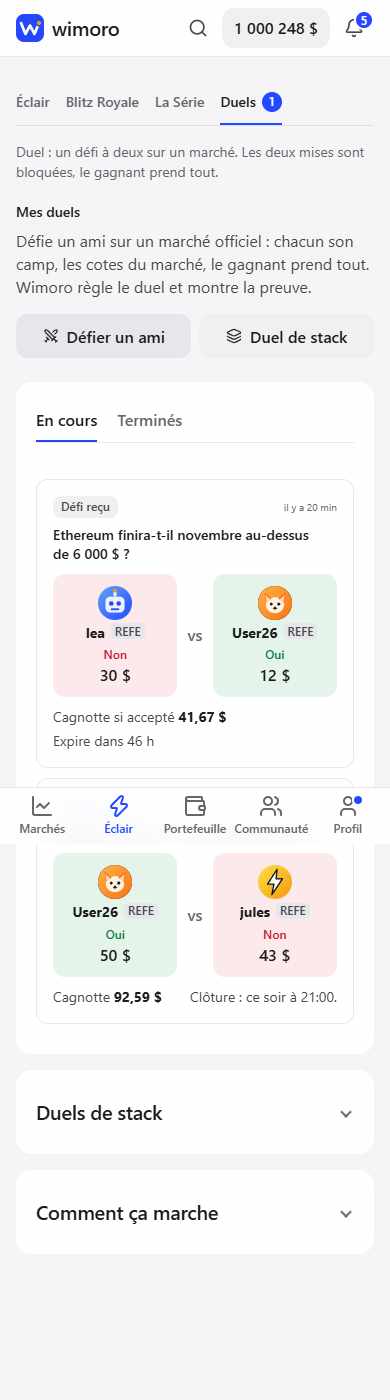 wimoro
1 000 248 $
5
Éclair
Blitz Royale
La Série
Duels 1
Duel : un défi à deux sur un marché. Les deux mises sont
bloquées, le gagnant prend tout.
Mes duels
Défie un ami sur un marché officiel : chacun son
camp, les cotes du marché, le gagnant prend tout.
Wimoro règle le duel et montre la preuve.
Défier un ami
Duel de stack
En cours
Terminés
Défi reçu
il y a 20 min
Ethereum finira-t-il novembre au-dessus
de 6 000 $ ?
lea REFE
Non
30 $
vs
User26 REFE
Oui
12 $
Cagnotte si accepté 41,67 $
Expire dans 46 h
Marchés
Éclair
Portefeuille
Communauté
Profil
User26 REFE
Oui
50 $
vs
jules REFE
Non
43 $
Cagnotte 92,59 $
Clôture : ce soir à 21:00.
Duels de stack
Comment ça marche